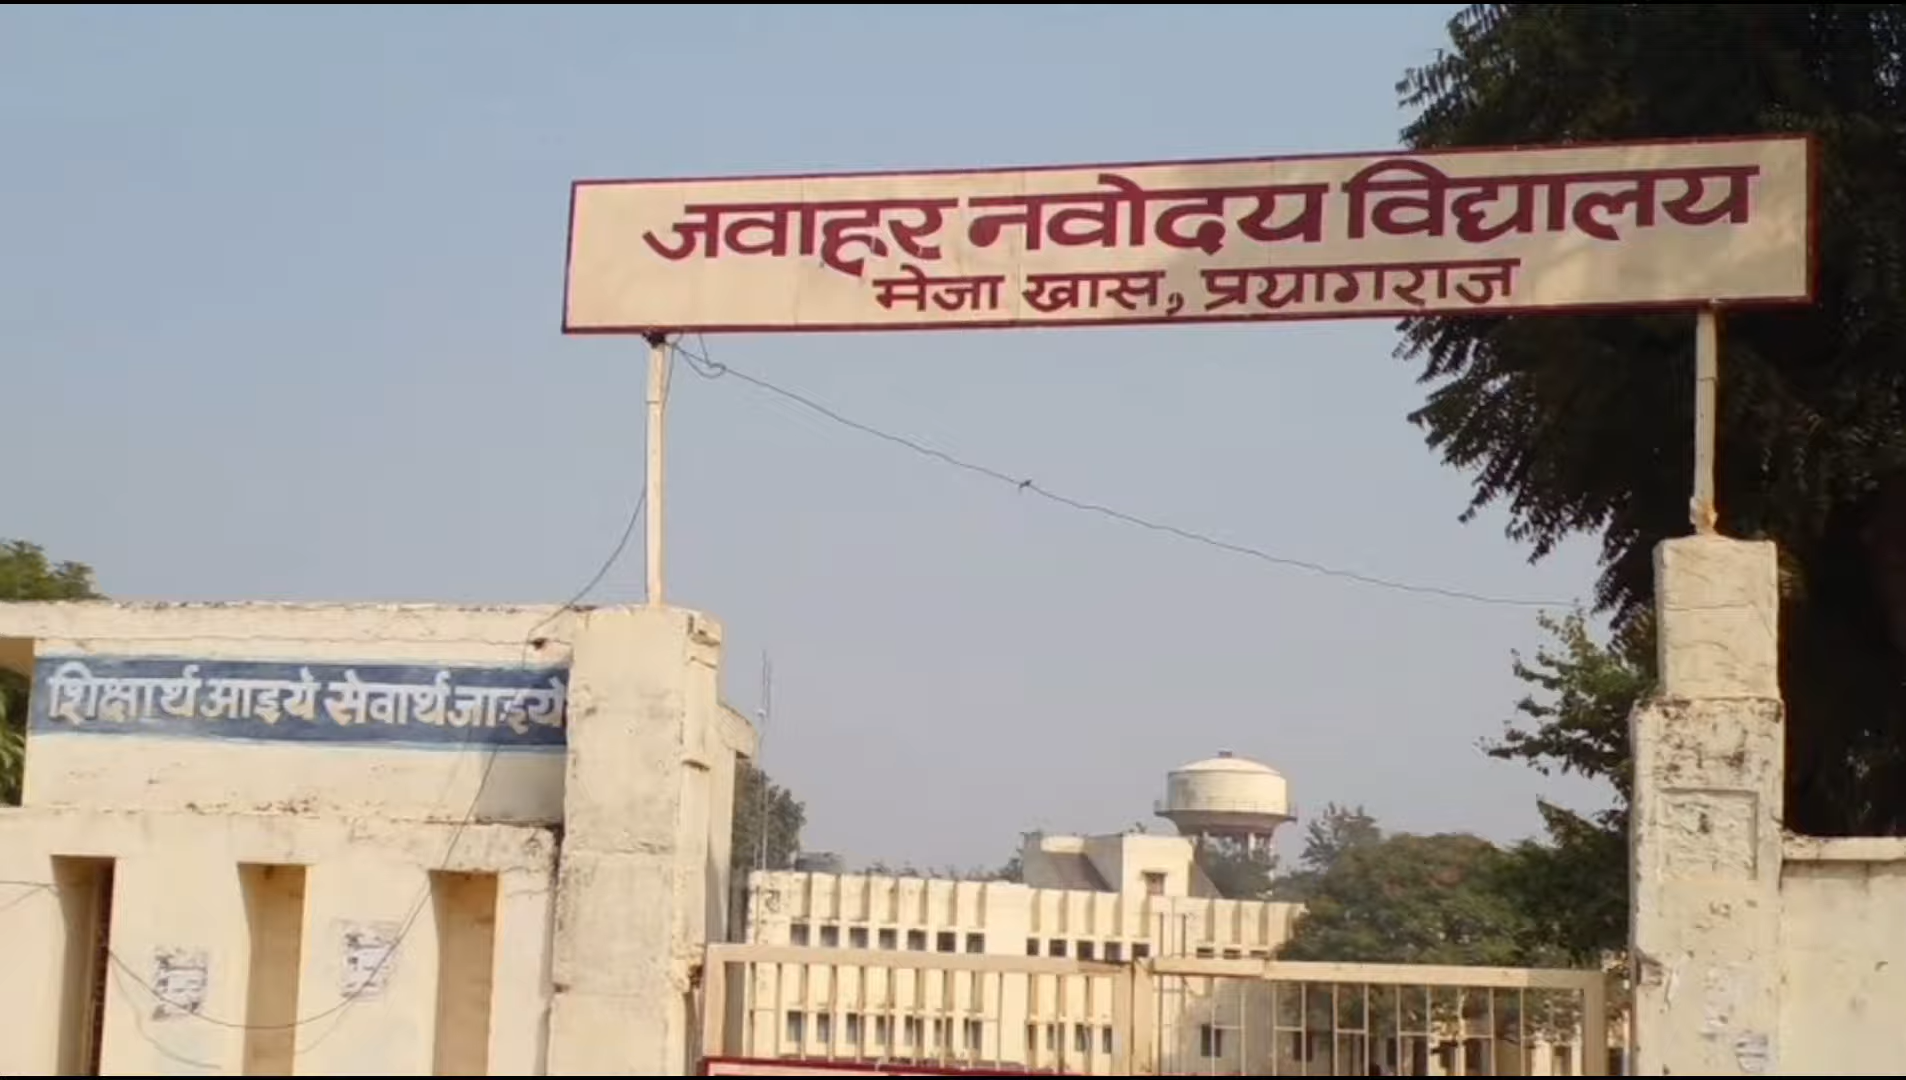 जवाहर नवोदय विद्यालय
मेजा खास, प्रयागराज
शिक्षार्थ आइये सेवार्थ जाइये